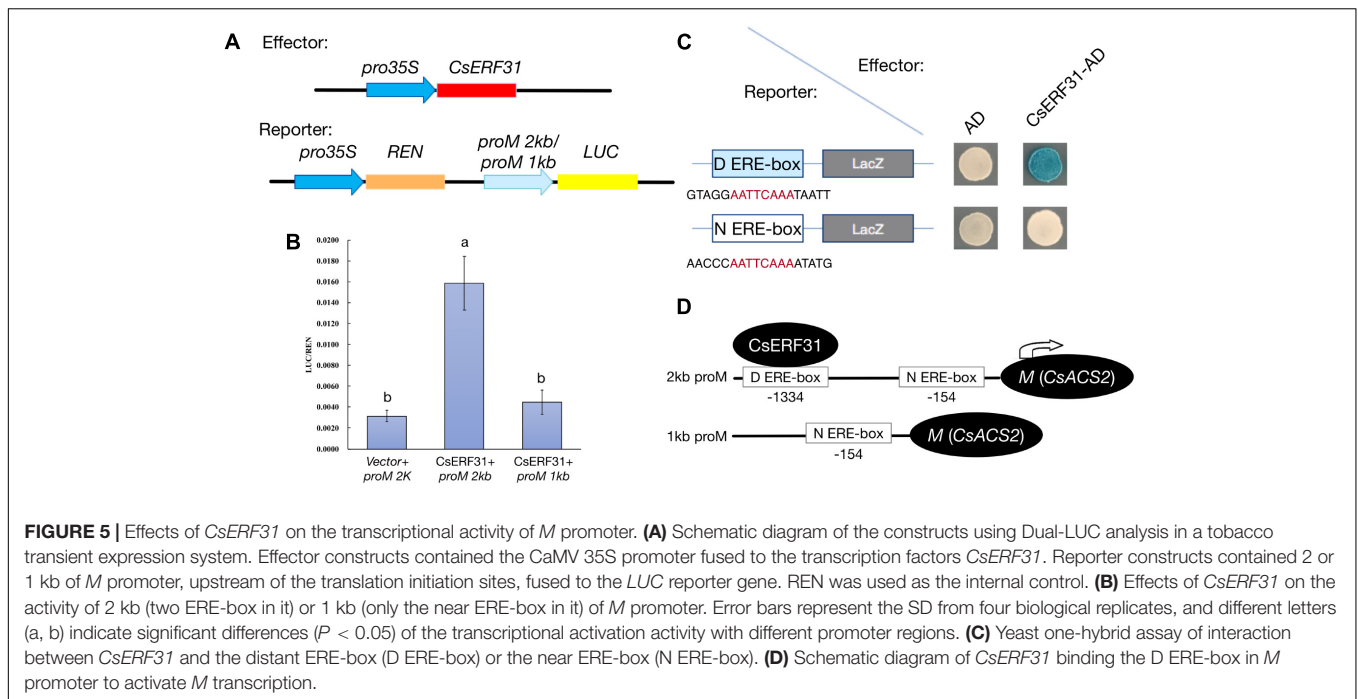 A
Effector:
pro35S CsERF31
Reporter:
pro35S REN proM 2kb/
proM 1kb LUC
B
LUC/REN
0.0200
0.0180
0.0160
0.0140
0.0120
0.0100
0.0080
0.0060
0.0040
0.0020
0.0000
b
a
b
Vector+
proM 2K
CsERF31+
proM 2kb
CsERF31+
proM 1kb
C
Effector:
Reporter:
AD
CsERF31-AD
D ERE-box LacZ
GTAGGAATTCAAATAATT
N ERE-box LacZ
AACCCAATTCAAAATATG
D
CsERF31
2kb proM D ERE-box N ERE-box M (CsACS2)
-1334 -154
1kb proM N ERE-box M (CsACS2)
-154
FIGURE 5 | Effects of CsERF31 on the transcriptional activity of M promoter. (A) Schematic diagram of the constructs using Dual-LUC analysis in a tobacco
transient expression system. Effector constructs contained the CaMV 35S promoter fused to the transcription factors CsERF31. Reporter constructs contained 2 or
1 kb of M promoter, upstream of the translation initiation sites, fused to the LUC reporter gene. REN was used as the internal control. (B) Effects of CsERF31 on the
activity of 2 kb (two ERE-box in it) or 1 kb (only the near ERE-box in it) of M promoter. Error bars represent the SD from four biological replicates, and different letters
(a, b) indicate significant differences (P < 0.05) of the transcriptional activation activity with different promoter regions. (C) Yeast one-hybrid assay of interaction
between CsERF31 and the distant ERE-box (D ERE-box) or the near ERE-box (N ERE-box). (D) Schematic diagram of CsERF31 binding the D ERE-box in M
promoter to activate M transcription.